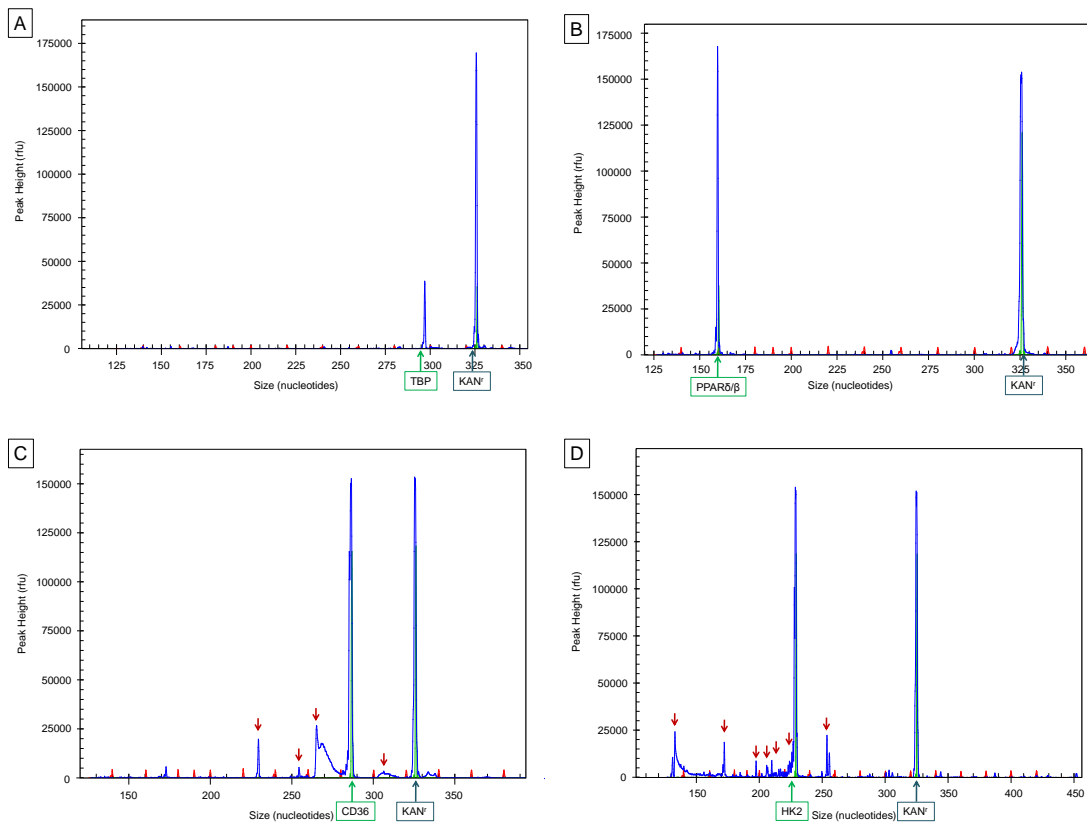 A
Peak Height (rfu)
175000
150000
125000
100000
75000
50000
25000
0
125 150 175 200 225 250 275 300 325 350
TBP KANʳ
Size (nucleotides)
B
Peak Height (rfu)
175000
150000
125000
100000
75000
50000
25000
0
125 150 175 200 225 250 275 300 325 350
PPARδ/β KANʳ
Size (nucleotides)
C
Peak Height (rfu)
150000
125000
100000
75000
50000
25000
0
150 200 250 300 350
CD36 KANʳ
Size (nucleotides)
D
Peak Height (rfu)
150000
125000
100000
75000
50000
25000
0
150 200 250 300 350 400 450
HK2 KANʳ
Size (nucleotides)